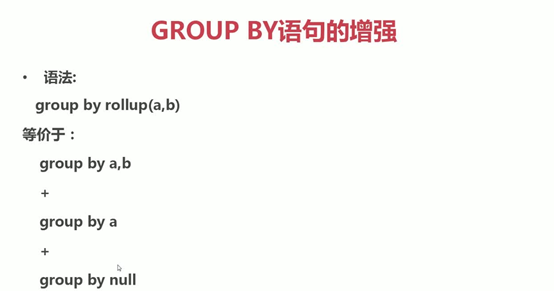 GROUP BY语句的增强
• 语法:
group by rollup(a,b)
等价于：
group by a,b
+
group by a
+
group by null